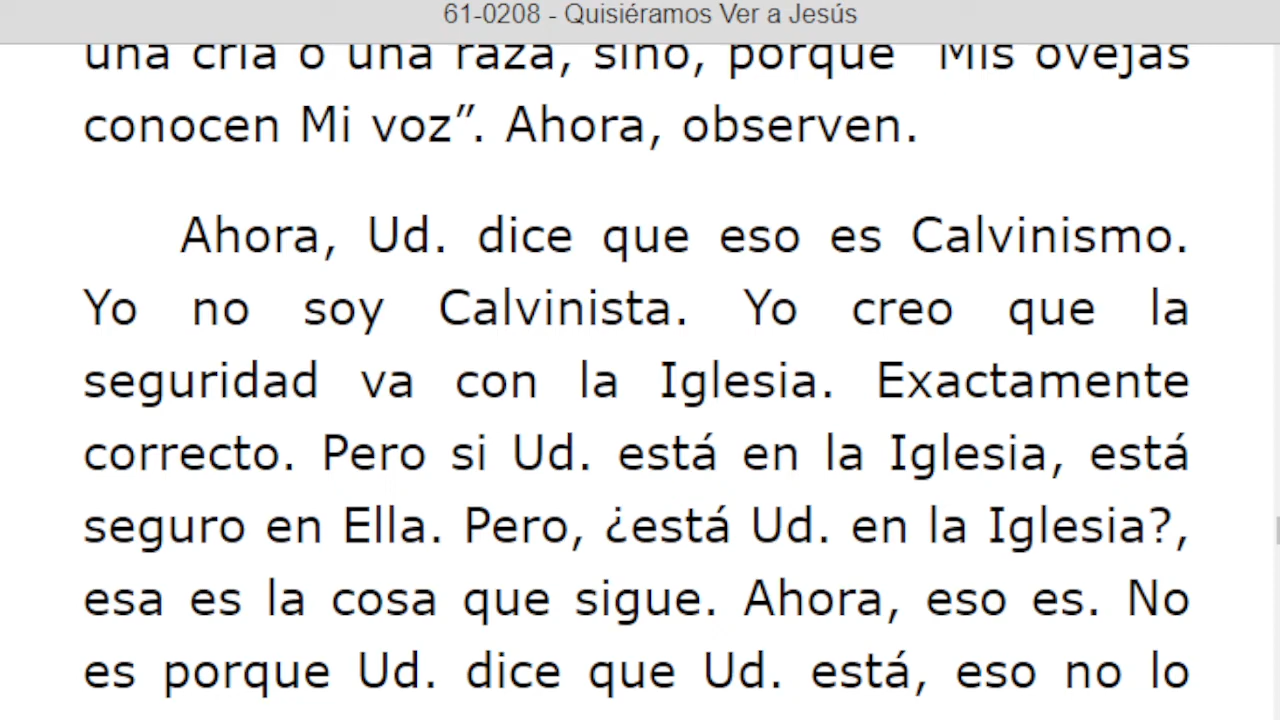 61-0208 - Quisiéramos Ver a Jesús
una cría o una raza, sino, porque “Mis ovejas
conocen Mi voz”. Ahora, observen.
Ahora, Ud. dice que eso es Calvinismo.
Yo no soy Calvinista. Yo creo que la
seguridad va con la Iglesia. Exactamente
correcto. Pero si Ud. está en la Iglesia, está
seguro en Ella. Pero, ¿está Ud. en la Iglesia?,
esa es la cosa que sigue. Ahora, eso es. No
es porque Ud. dice que Ud. está, eso no lo